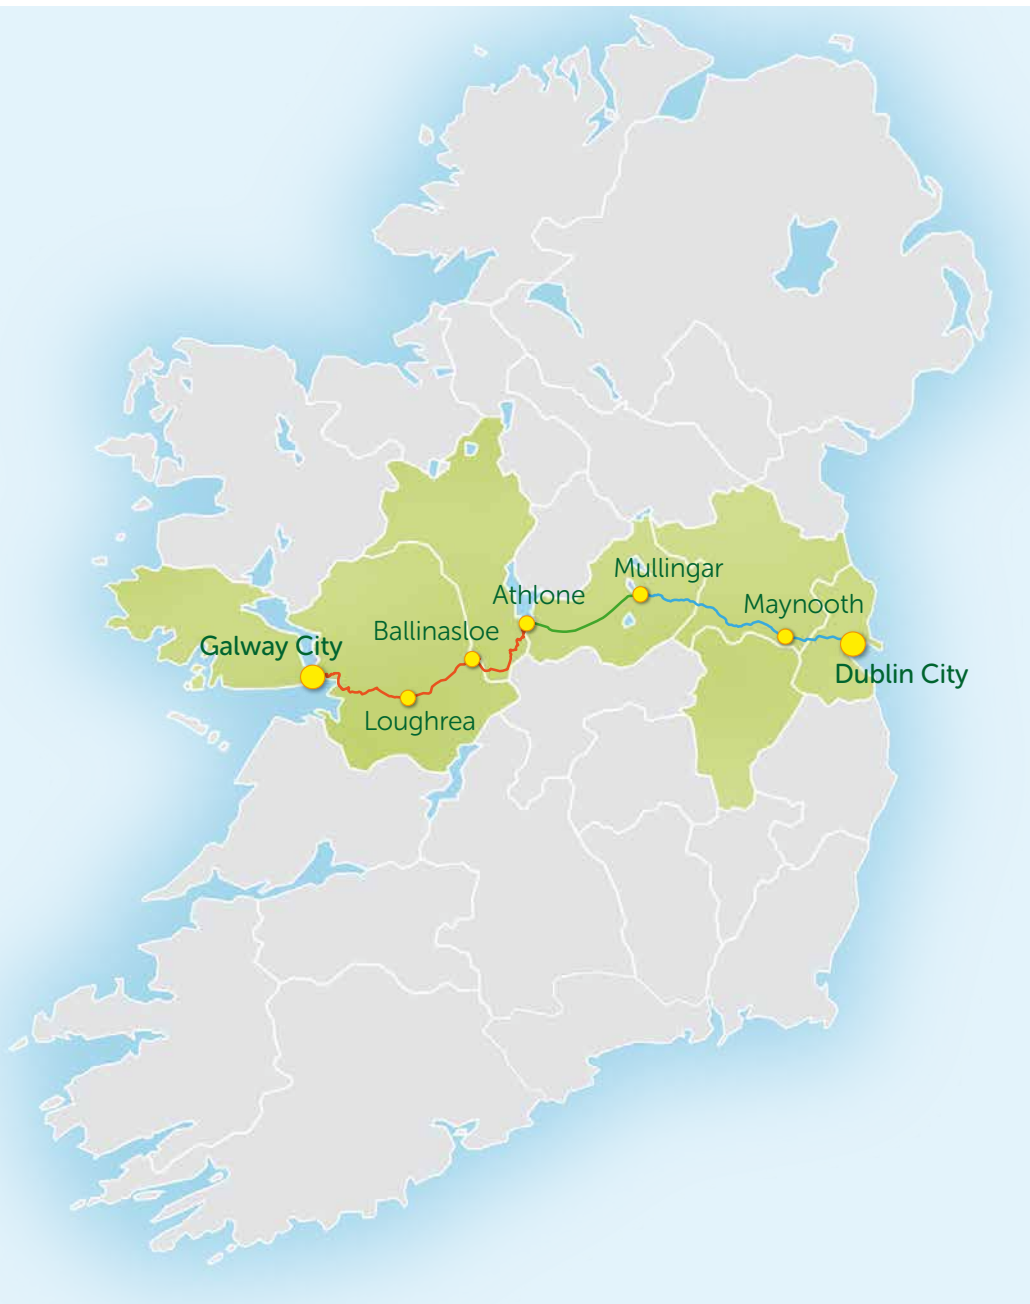 Mullingar
Athlone
Maynooth
Ballinasloe
Galway City
Dublin City
Loughrea